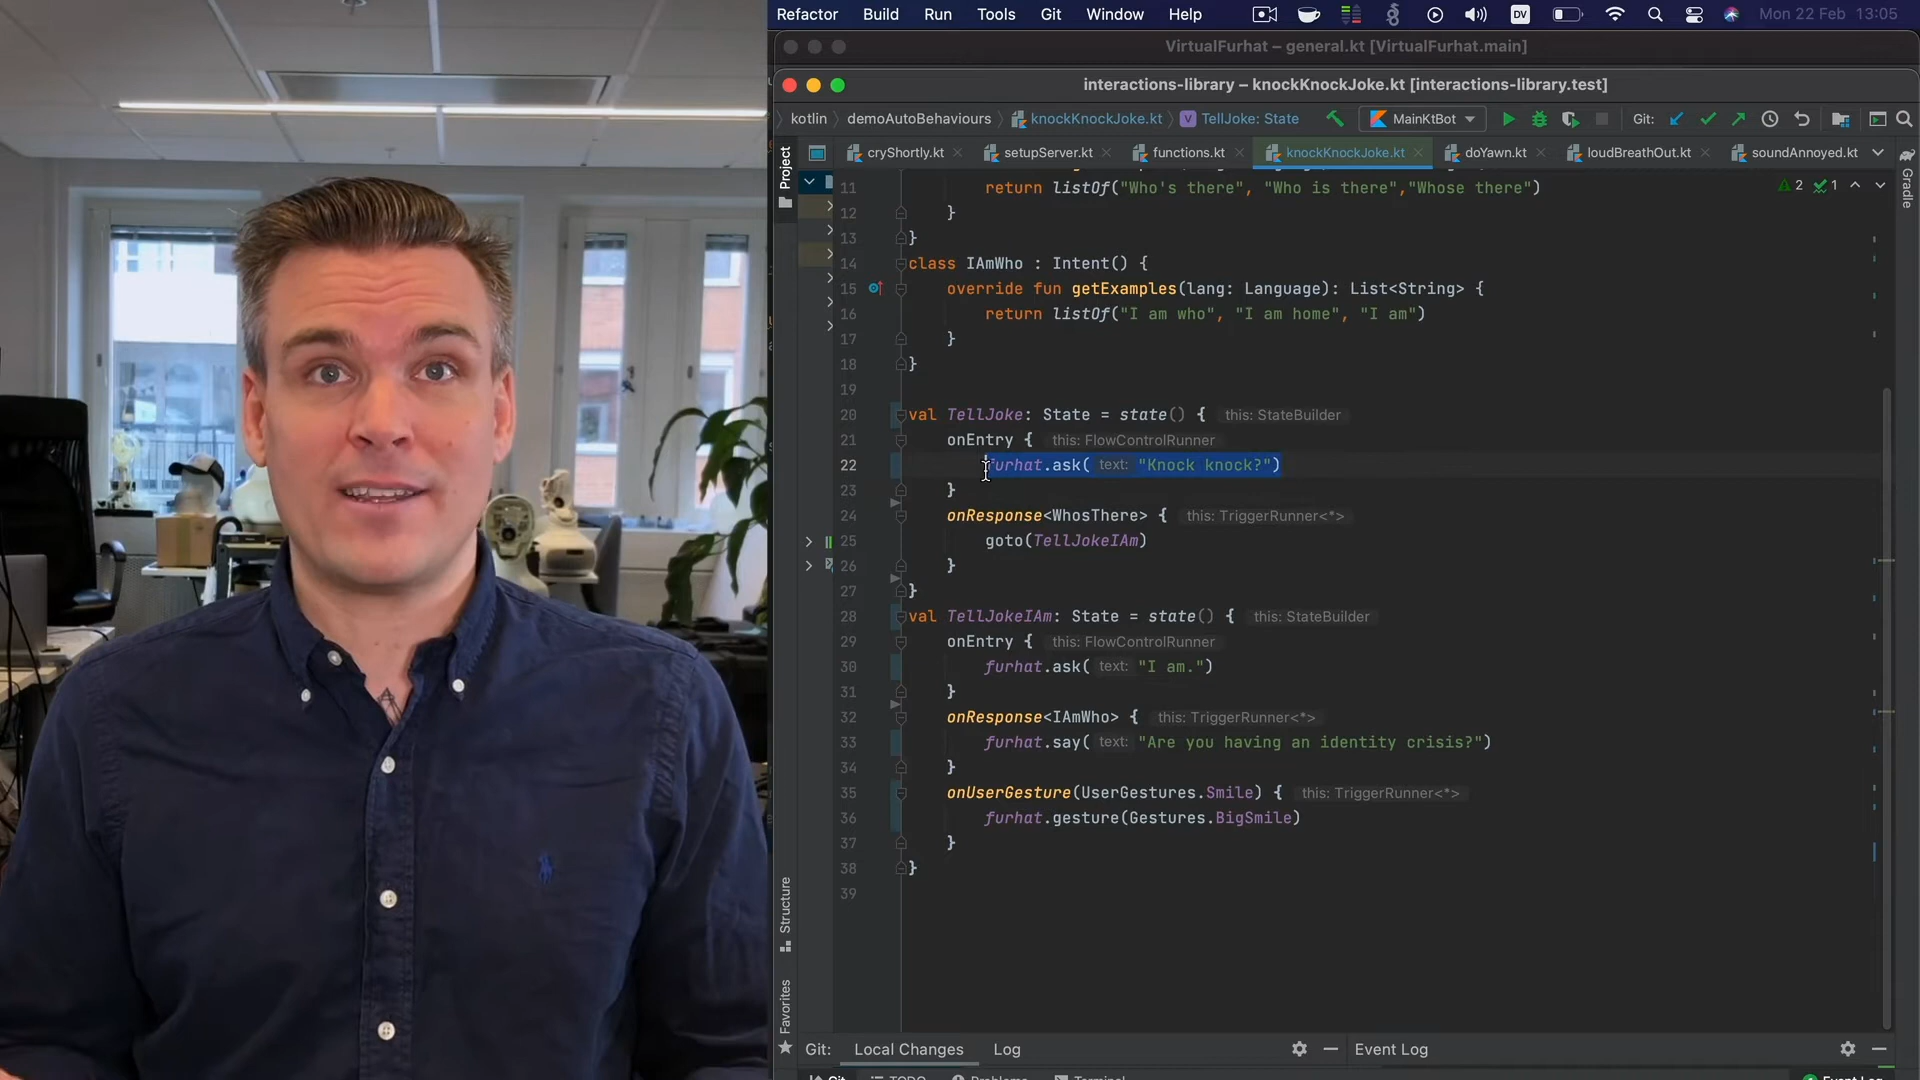 Refactor Build Run Tools Git Window Help DV Mon 22 Feb 13:05
VirtualFurhat – general.kt [VirtualFurhat.main]
interactions-library – knockKnockJoke.kt [interactions-library.test]
kotlin demoAutoBehaviours knockKnockJoke.kt V TellJoke: State MainKtBot Git:
Project cryShortly.kt setupServer.kt functions.kt knockKnockJoke.kt doYawn.kt loudBreathOut.kt soundAnnoyed.kt
Gradle
11 return listOf("Who's there", "Who is there","Whose there") 2 1
12 }
13 }
14 class IAmWho : Intent() {
15 override fun getExamples(lang: Language): List<String> {
16 return listOf("I am who", "I am home", "I am")
17 }
18 }
19
20 val TellJoke: State = state() { this: StateBuilder
21 onEntry { this: FlowControlRunner
22 furhat.ask( text: "Knock knock?")
23 }
24 onResponse<WhosThere> { this: TriggerRunner<*>
25 goto(TellJokeIAm)
26 }
27 }
28 val TellJokeIAm: State = state() { this: StateBuilder
29 onEntry { this: FlowControlRunner
30 furhat.ask( text: "I am.")
31 }
32 onResponse<IAmWho> { this: TriggerRunner<*>
33 furhat.say( text: "Are you having an identity crisis?")
34 }
35 onUserGesture(UserGestures.Smile) { this: TriggerRunner<*>
36 furhat.gesture(Gestures.BigSmile)
37 }
38 }
39
Structure
Favorites
Git: Local Changes Log Event Log